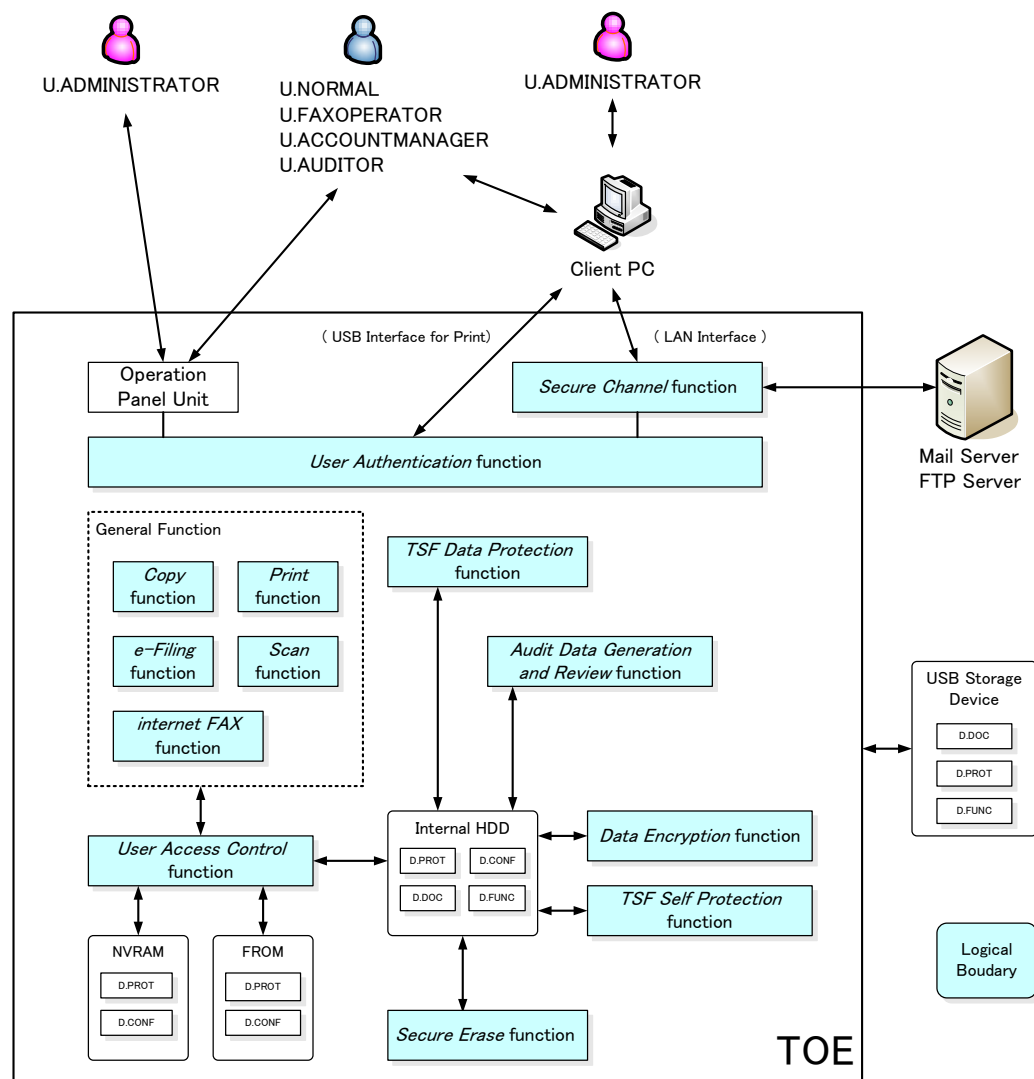 U.ADMINISTRATOR
U.NORMAL
U.FAXOPERATOR
U.ACCOUNTMANAGER
U.AUDITOR
U.ADMINISTRATOR
Client PC
( USB Interface for Print)
( LAN Interface )
Operation
Panel Unit
Secure Channel function
Mail Server
FTP Server
User Authentication function
General Function
Copy
function
Print
function
e-Filing
function
Scan
function
internet FAX
function
TSF Data Protection
function
Audit Data Generation
and Review function
USB Storage
Device
D.DOC
D.PROT
D.FUNC
User Access Control
function
Internal HDD
D.PROT
D.CONF
D.DOC
D.FUNC
Data Encryption function
TSF Self Protection
function
NVRAM
D.PROT
D.CONF
FROM
D.PROT
D.CONF
Secure Erase function
Logical
Boudary
TOE